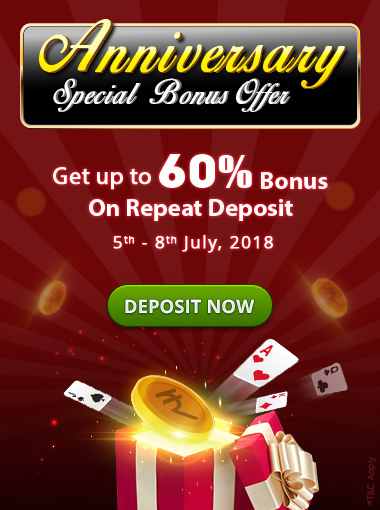 Anniversary
Special Bonus Offer
Get up to 60% Bonus
On Repeat Deposit
5th - 8th July, 2018
DEPOSIT NOW
A
Q
*T&C Apply